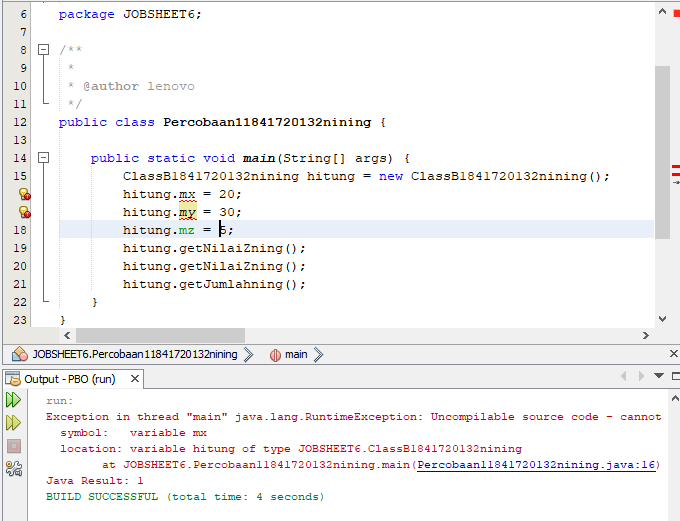 6 package JOBSHEET6;
7
8 /**
9 *
10 * @author lenovo
11 */
12 public class Percobaan11841720132nining {
13
14 public static void main(String[] args) {
15 ClassB1841720132nining hitung = new ClassB1841720132nining();
hitung.mx = 20;
hitung.my = 30;
18 hitung.mz = 5;
19 hitung.getNilaiZning();
20 hitung.getNilaiZning();
21 hitung.getJumlahning();
22 }
23 }
JOBSHEET6.Percobaan11841720132nining main
Output - PBO (run)
run:
Exception in thread "main" java.lang.RuntimeException: Uncompilable source code - cannot
symbol: variable mx
location: variable hitung of type JOBSHEET6.ClassB1841720132nining
at JOBSHEET6.Percobaan11841720132nining.main(Percobaan11841720132nining.java:16)
Java Result: 1
BUILD SUCCESSFUL (total time: 4 seconds)